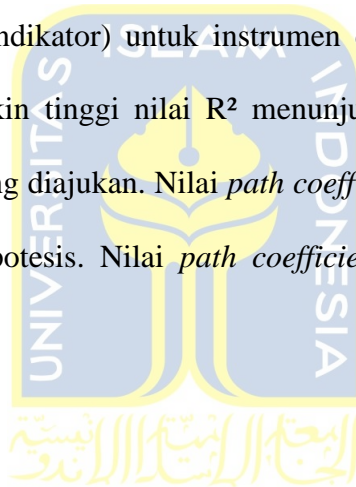 ndikator) untuk instrumen
ISLAM
UNIVERSITAS
INDONESIA
kin tinggi nilai R² menunju
ng diajukan. Nilai path coeff
potesis. Nilai path coefficie